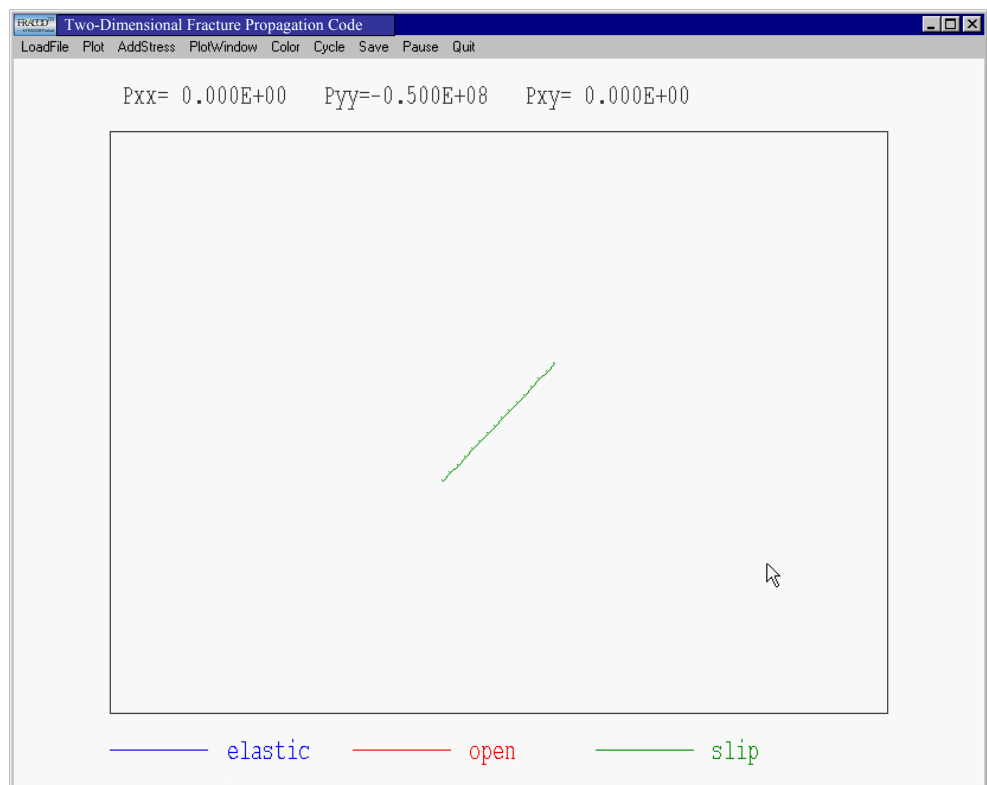 FRACOD2D Two-Dimensional Fracture Propagation Code
LoadFile Plot AddStress PlotWindow Color Cycle Save Pause Quit
Pxx= 0.000E+00 Pyy=-0.500E+08 Pxy= 0.000E+00
elastic open slip